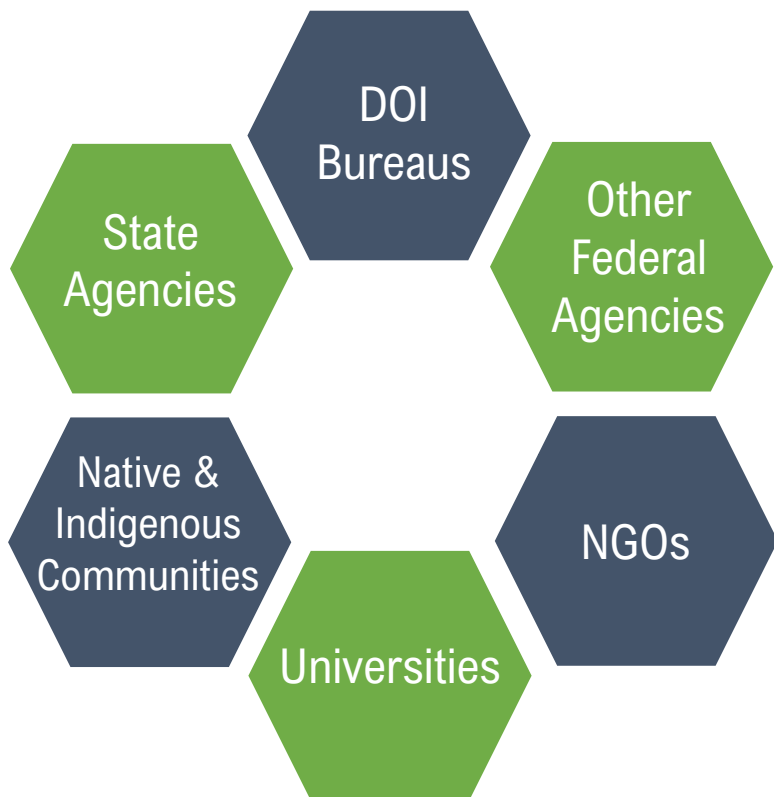 DOI
Bureaus
Other
Federal
Agencies
State
Agencies
Native &
Indigenous
Communities
NGOs
Universities